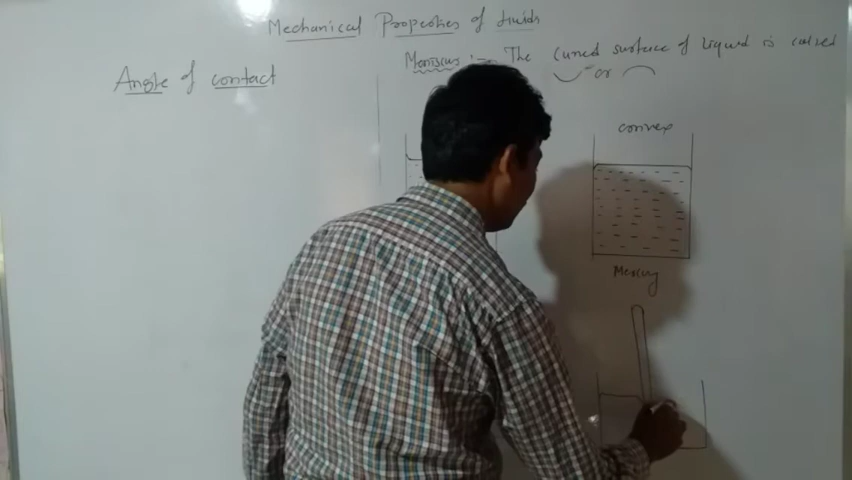 Mechanical Properties of fluids
Meniscus :- The curved surface of liquid is called
or
Angle of contact
convex
Mercury